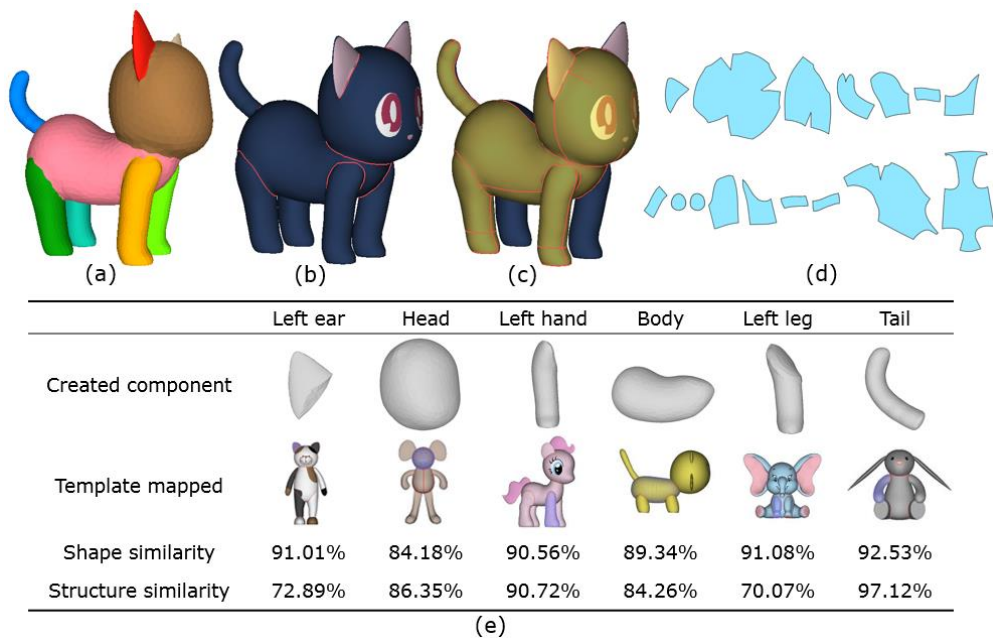 (a)
(b)
(c)
(d)
Left ear Head Left hand Body Left leg Tail
Created component
Template mapped
Shape similarity 91.01% 84.18% 90.56% 89.34% 91.08% 92.53%
Structure similarity 72.89% 86.35% 90.72% 84.26% 70.07% 97.12%
(e)